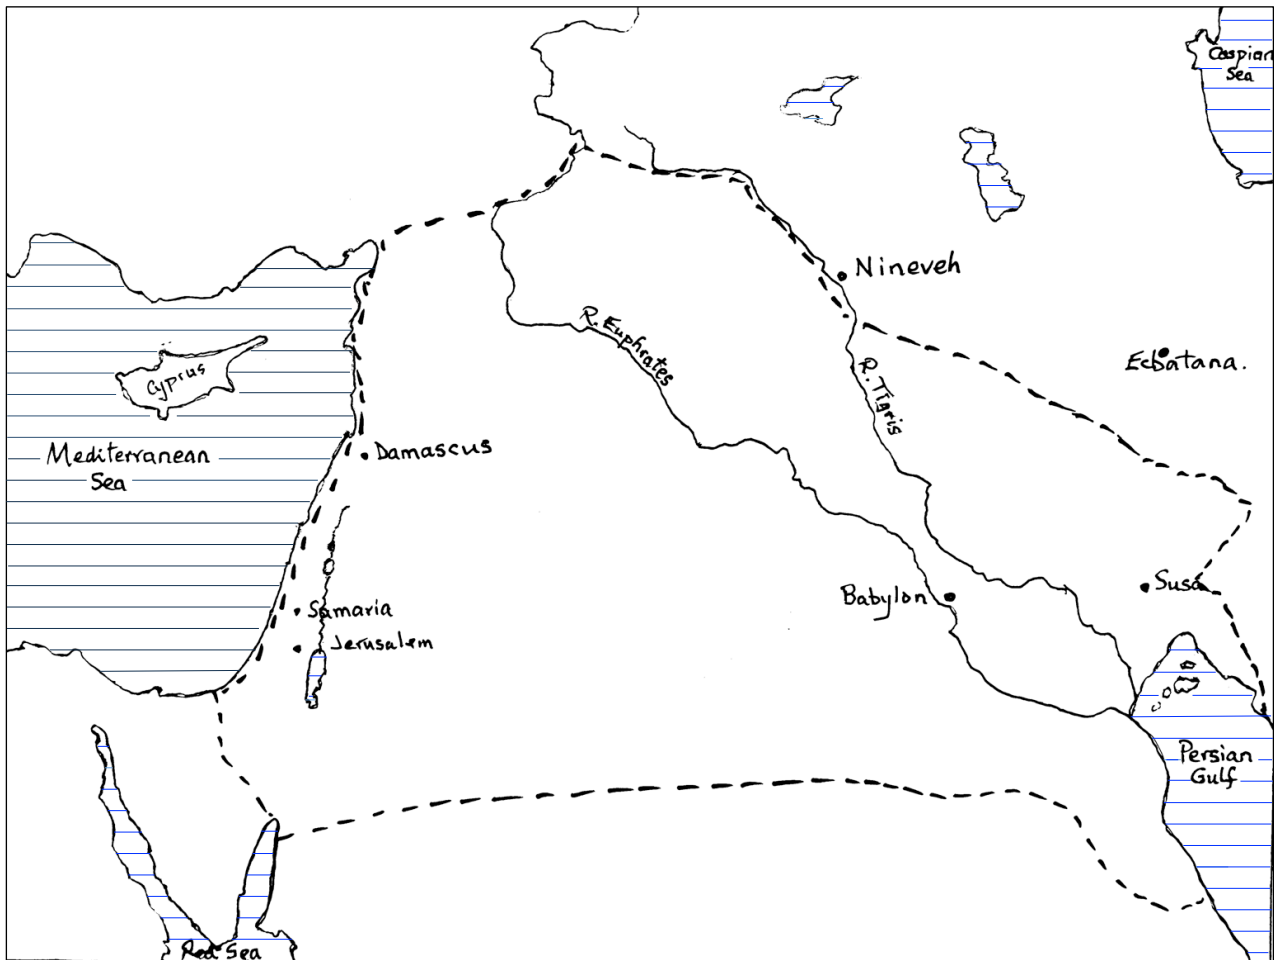 Caspian
Sea
Nineveh
R. Euphrates
Ecbatana.
R. Tigris
Cyprus
Mediterranean
Sea
Damascus
Susa
Babylon
Samaria
Jerusalem
Persian
Gulf
Red Sea